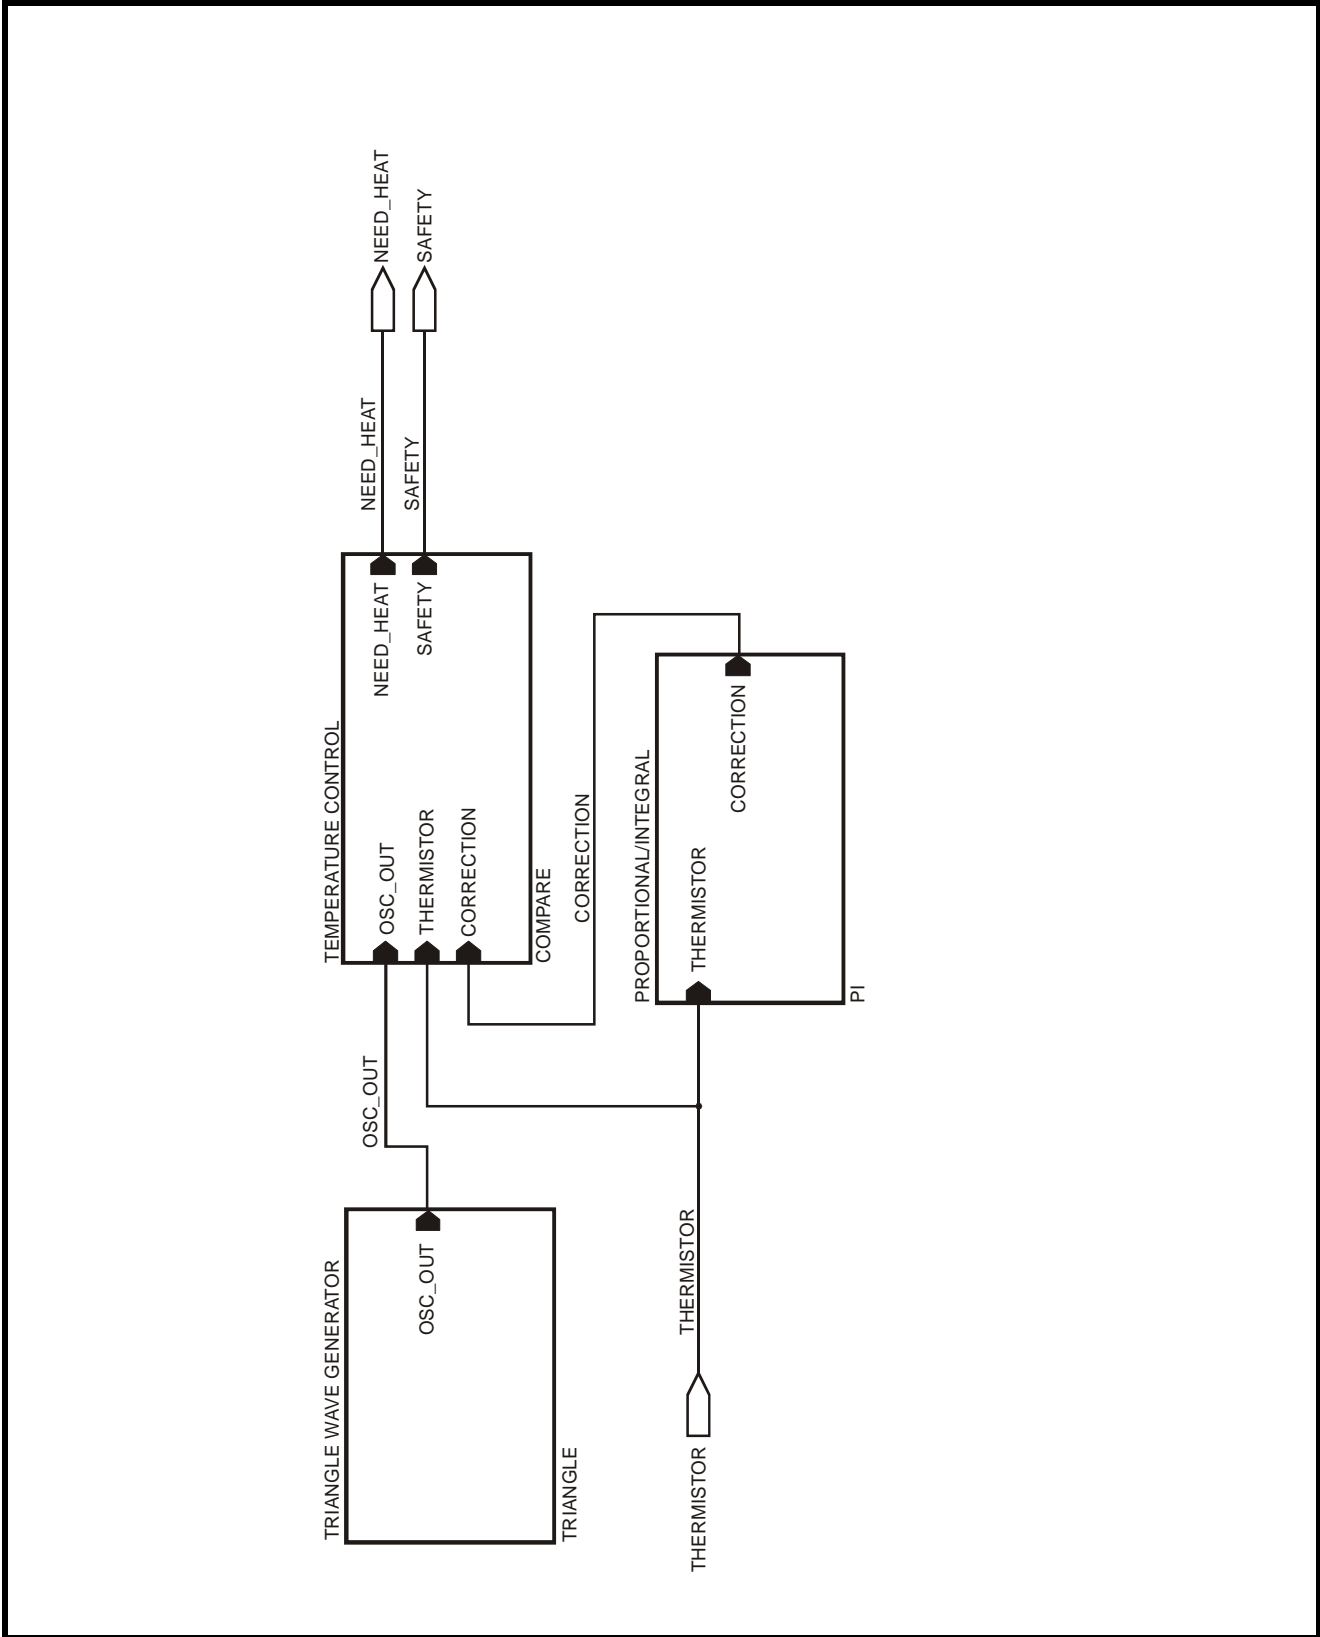 TRIANGLE WAVE GENERATOR
OSC_OUT
TRIANGLE
OSC_OUT
TEMPERATURE CONTROL
OSC_OUT
THERMISTOR
CORRECTION
NEED_HEAT
SAFETY
COMPARE
NEED_HEAT
SAFETY
NEED_HEAT
SAFETY
CORRECTION
PROPORTIONAL/INTEGRAL
THERMISTOR
CORRECTION
PI
THERMISTOR
THERMISTOR